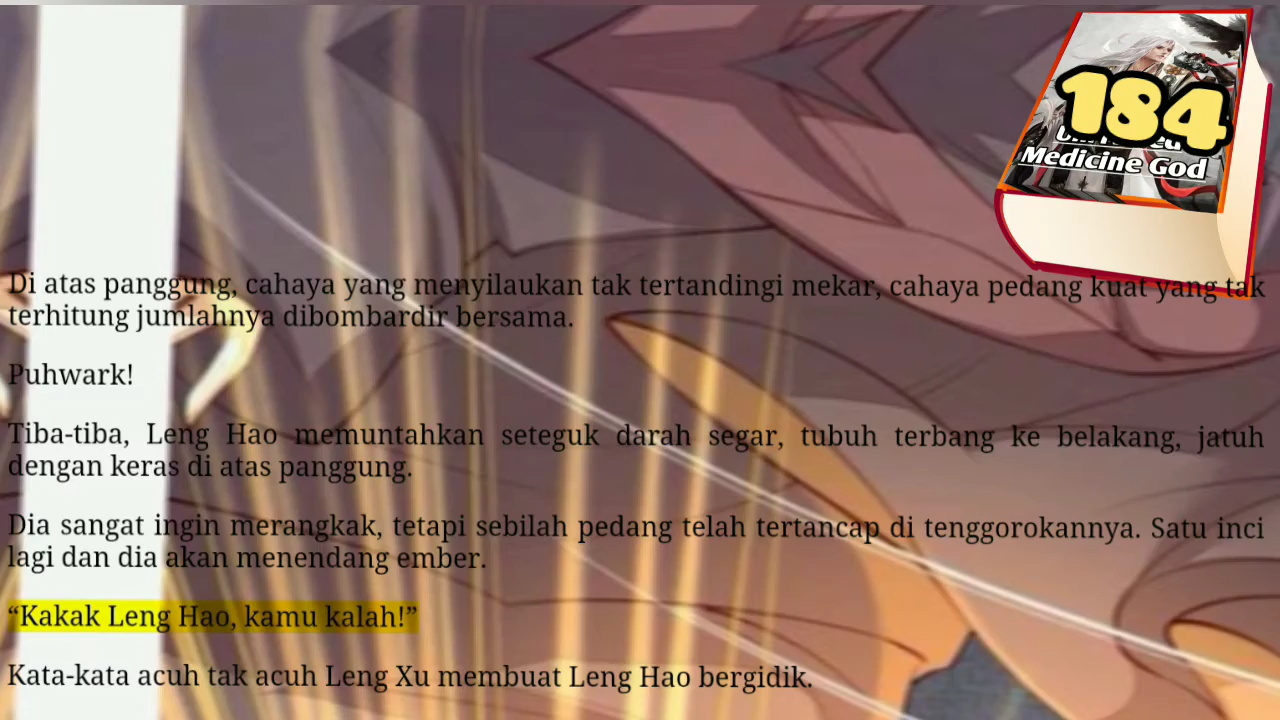 184
Medicine God
Di atas panggung, cahaya yang menyilaukan tak tertandingi mekar, cahaya pedang kuat yang tak
terhitung jumlahnya dibombardir bersama.
Puhwark!
Tiba-tiba, Leng Hao memuntahkan seteguk darah segar, tubuh terbang ke belakang, jatuh
dengan keras di atas panggung.
Dia sangat ingin merangkak, tetapi sebilah pedang telah tertancap di tenggorokannya. Satu inci
lagi dan dia akan menendang ember.
“Kakak Leng Hao, kamu kalah!”
Kata-kata acuh tak acuh Leng Xu membuat Leng Hao bergidik.